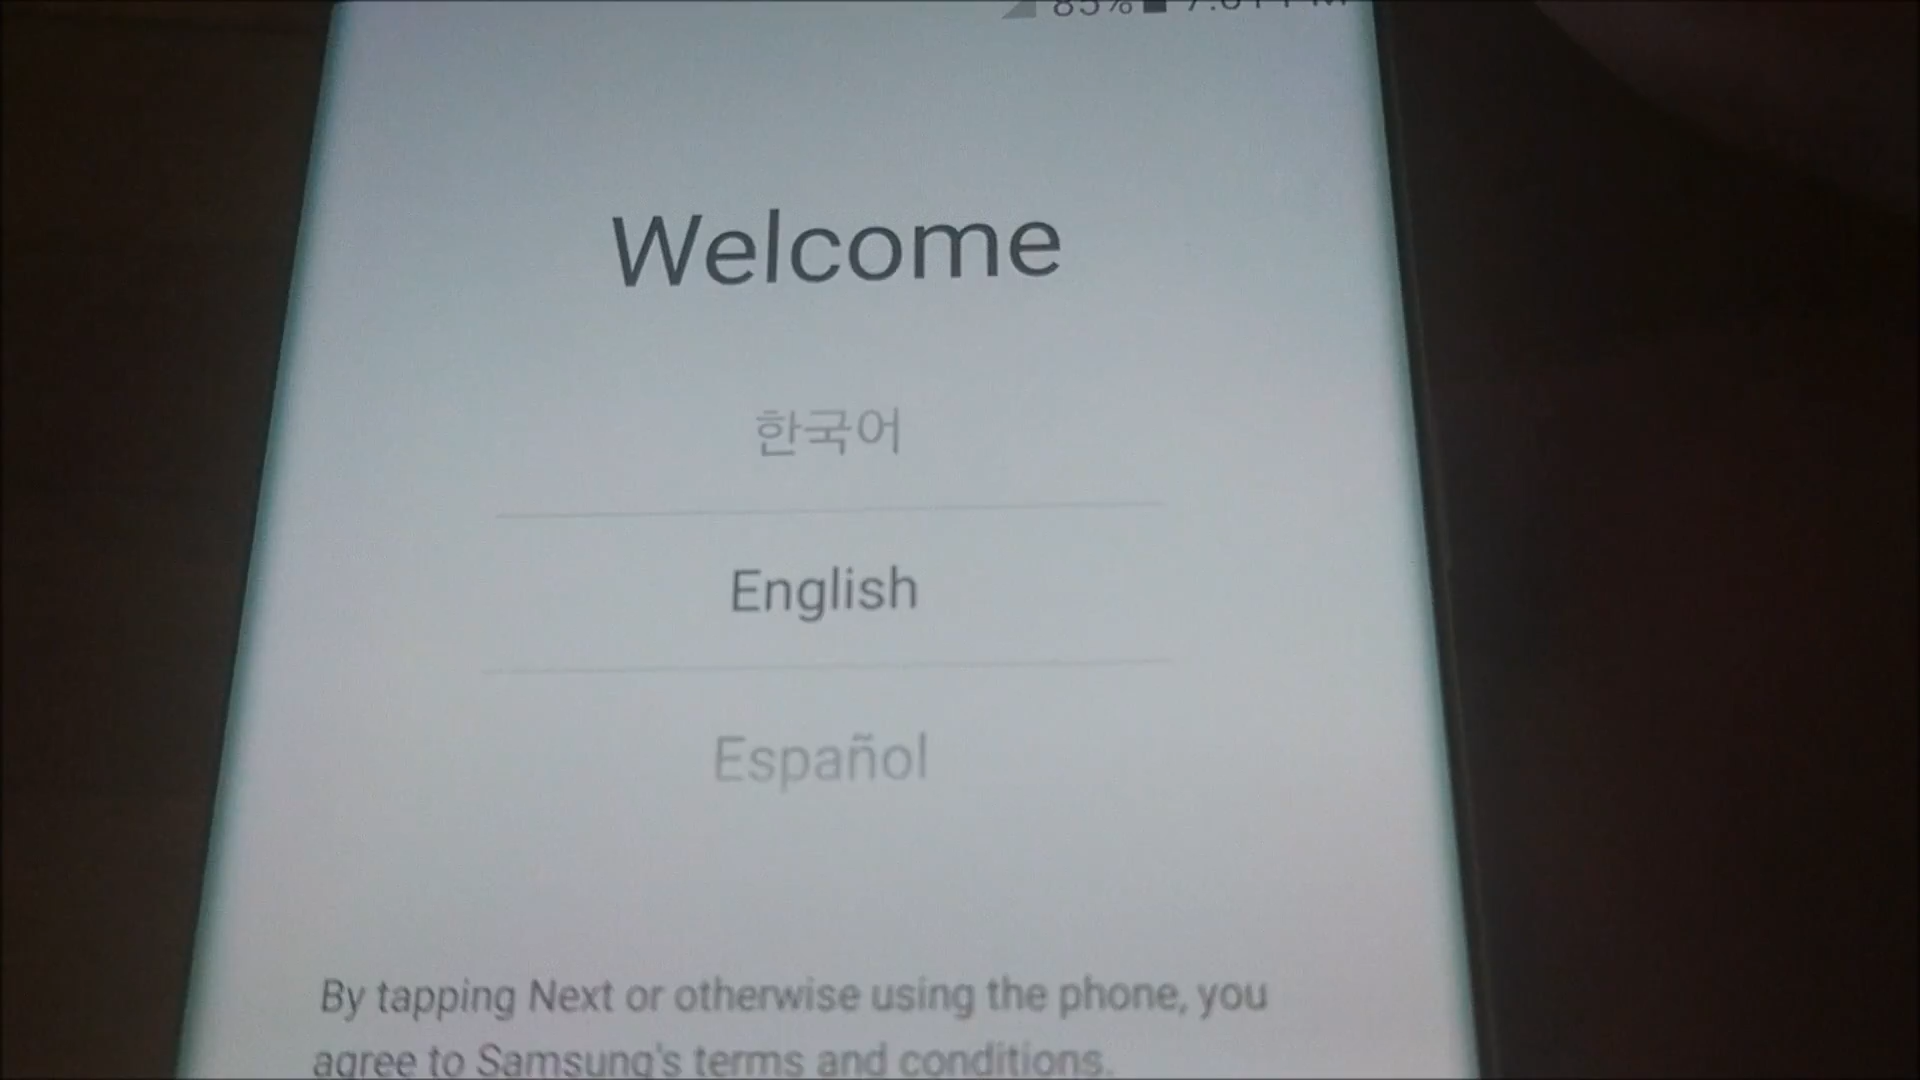 85%
Welcome
한국어
English
Español
By tapping Next or otherwise using the phone, you
agree to Samsung's terms and conditions.